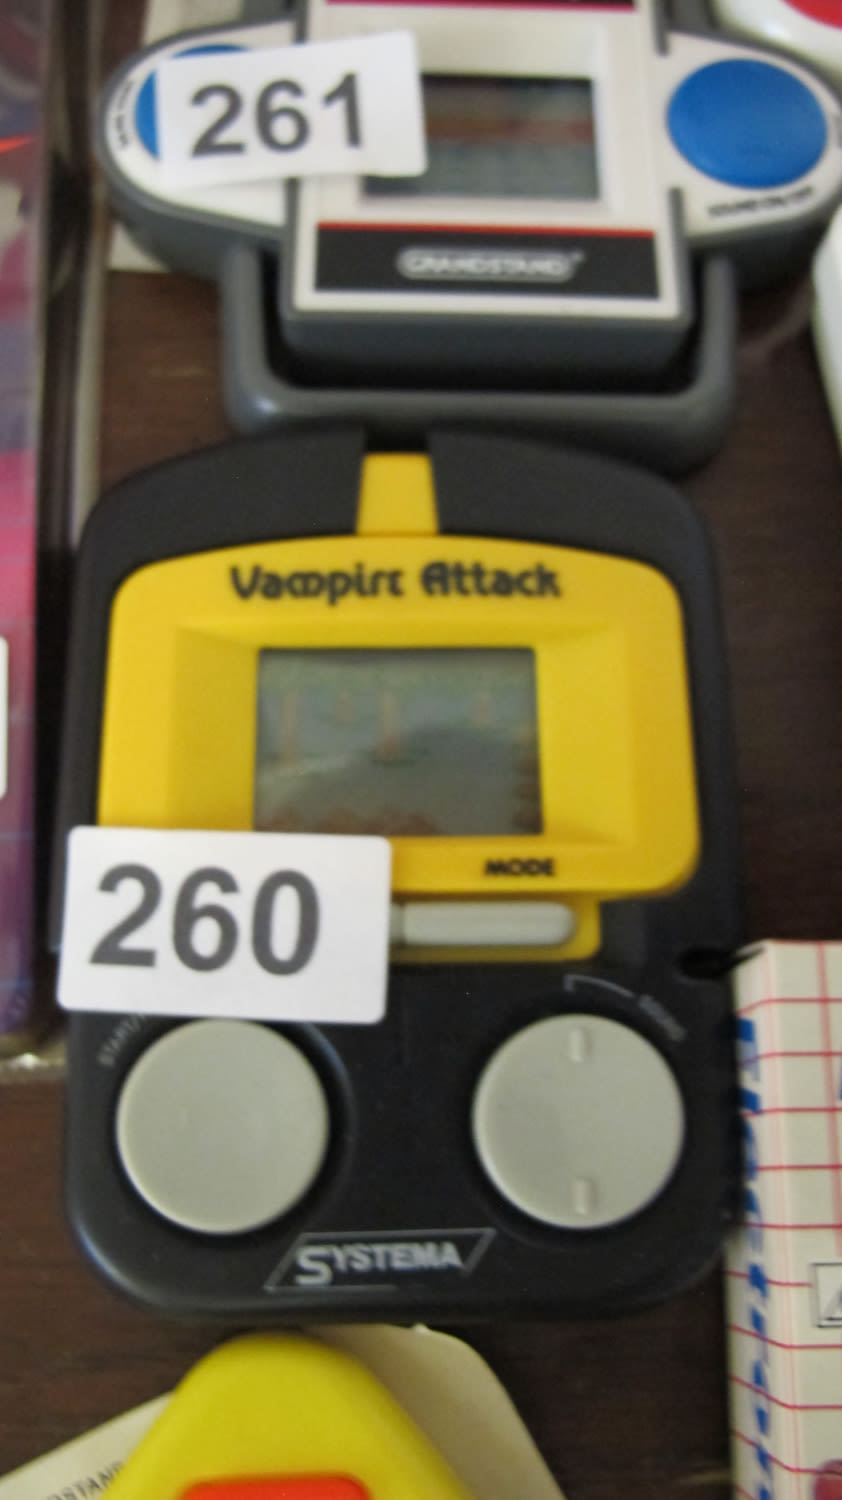 261
GRANDSTAND
Vampire Attack
MODE
260
SYSTEMA